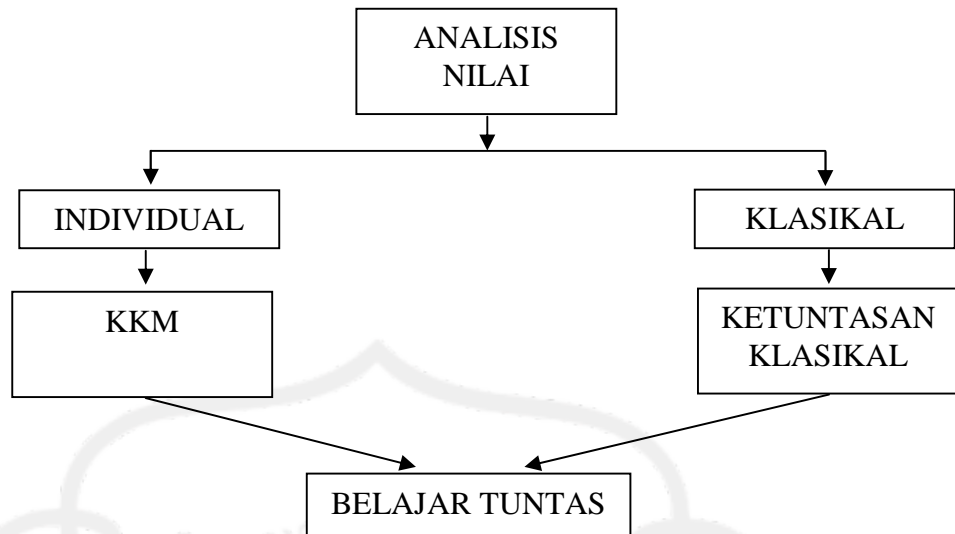 ANALISIS
NILAI
INDIVIDUAL
KLASIKAL
KKM
KETUNTASAN
KLASIKAL
BELAJAR TUNTAS